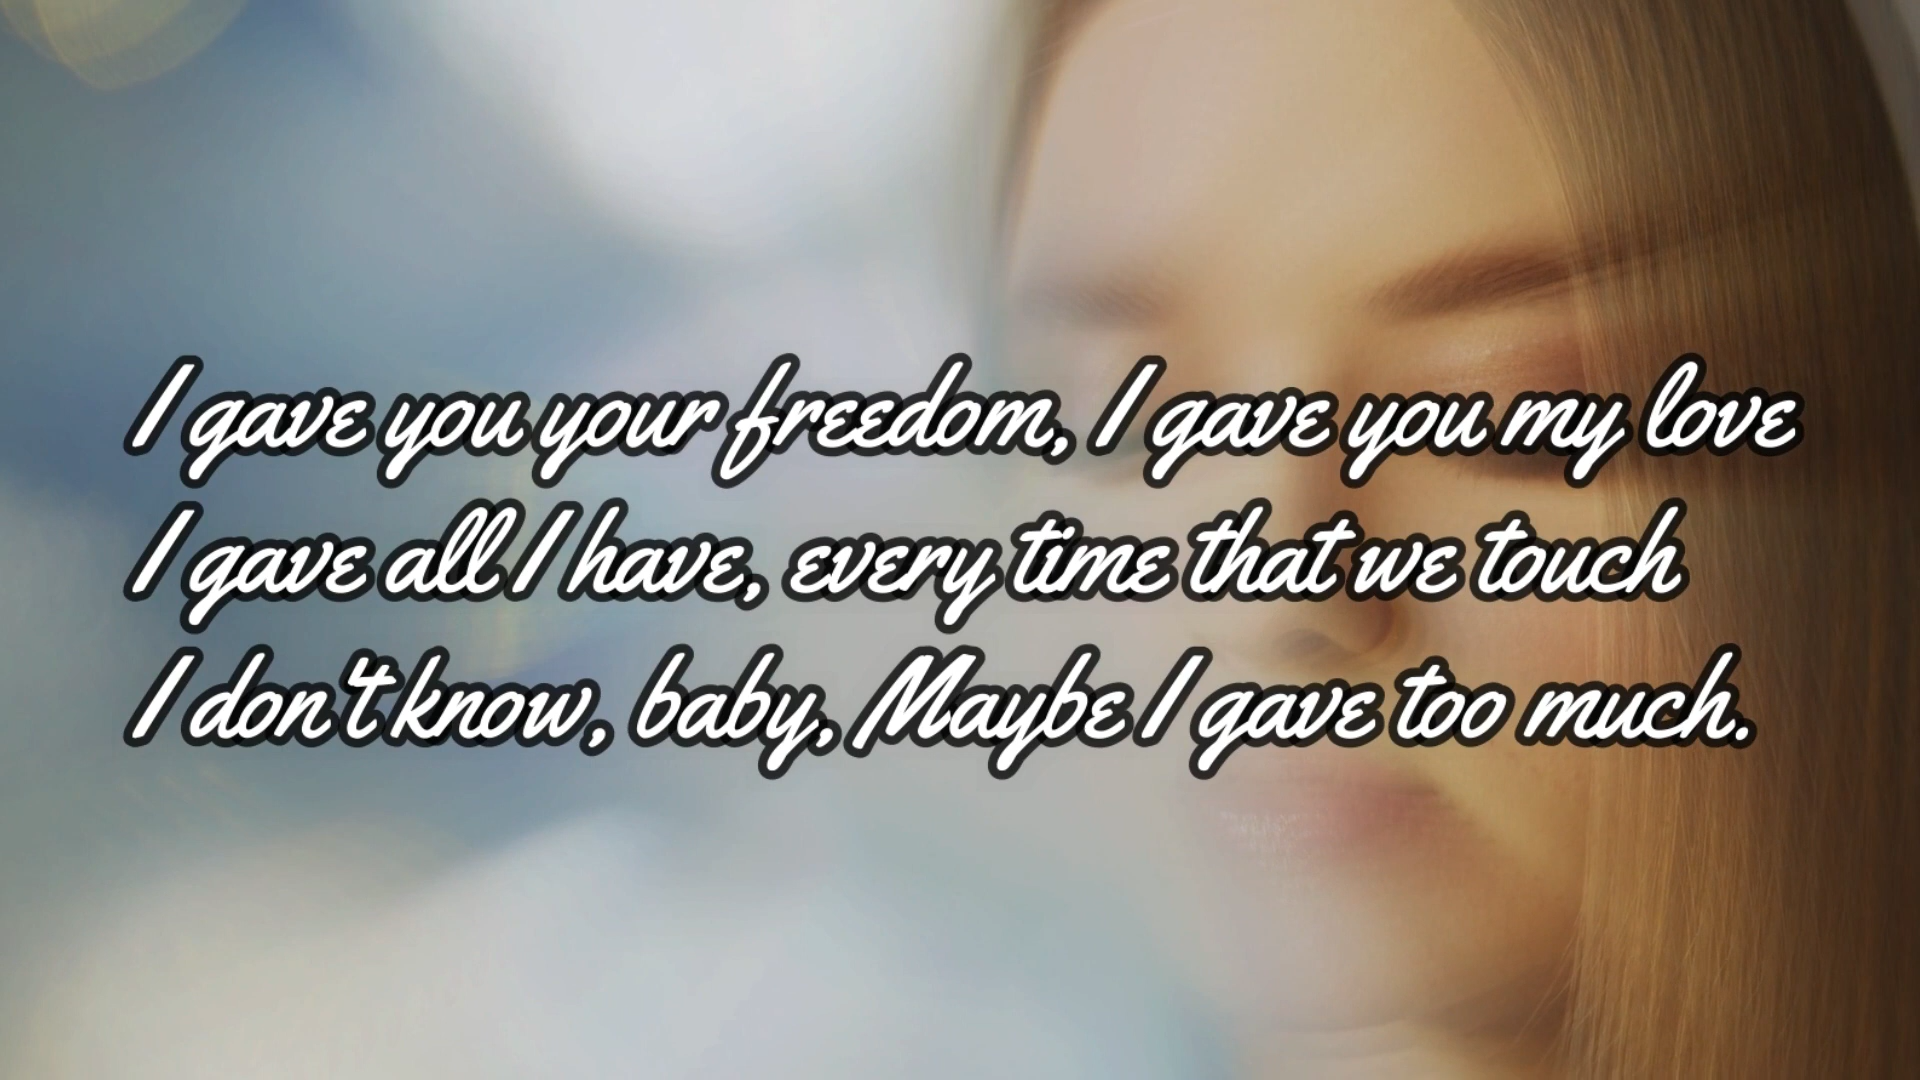 I gave you your freedom, I gave you my love
I gave all I have, every time that we touch
I don't know, baby, Maybe I gave too much.